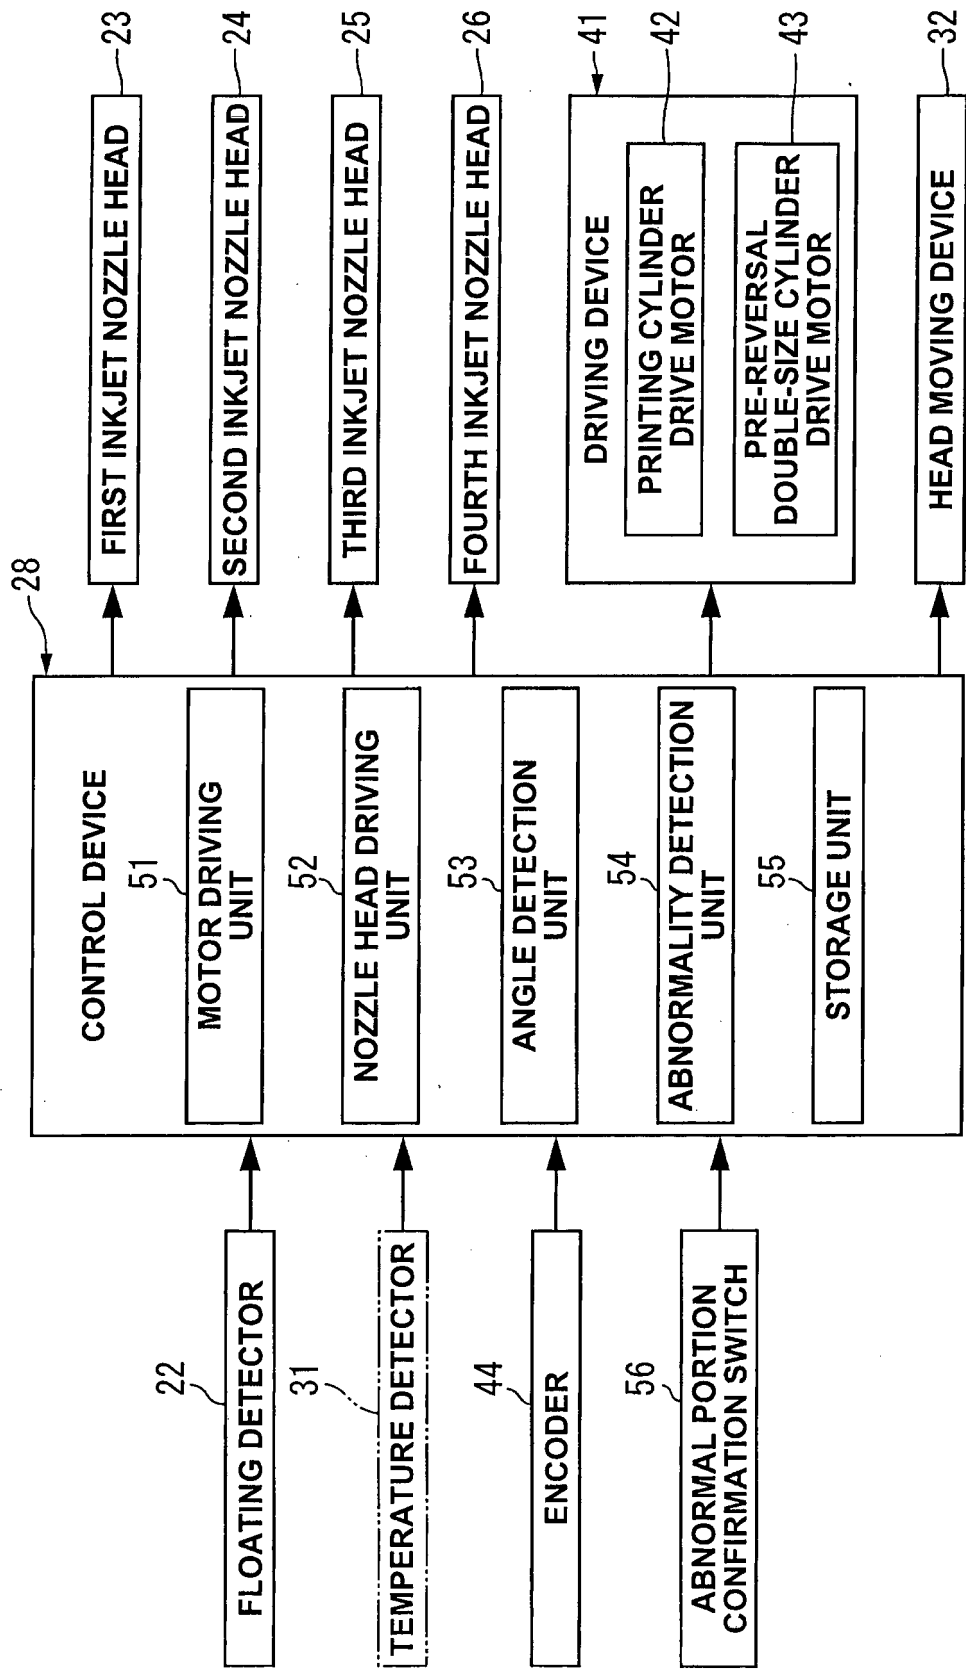 22
FLOATING DETECTOR
31
TEMPERATURE DETECTOR
44
ENCODER
56
ABNORMAL PORTION
CONFIRMATION SWITCH
28
CONTROL DEVICE
51
MOTOR DRIVING
UNIT
52
NOZZLE HEAD DRIVING
UNIT
53
ANGLE DETECTION
UNIT
54
ABNORMALITY DETECTION
UNIT
55
STORAGE UNIT
FIRST INKJET NOZZLE HEAD
23
SECOND INKJET NOZZLE HEAD
24
THIRD INKJET NOZZLE HEAD
25
FOURTH INKJET NOZZLE HEAD
26
DRIVING DEVICE
41
PRINTING CYLINDER
DRIVE MOTOR
42
PRE-REVERSAL
DOUBLE-SIZE CYLINDER
DRIVE MOTOR
43
HEAD MOVING DEVICE
32